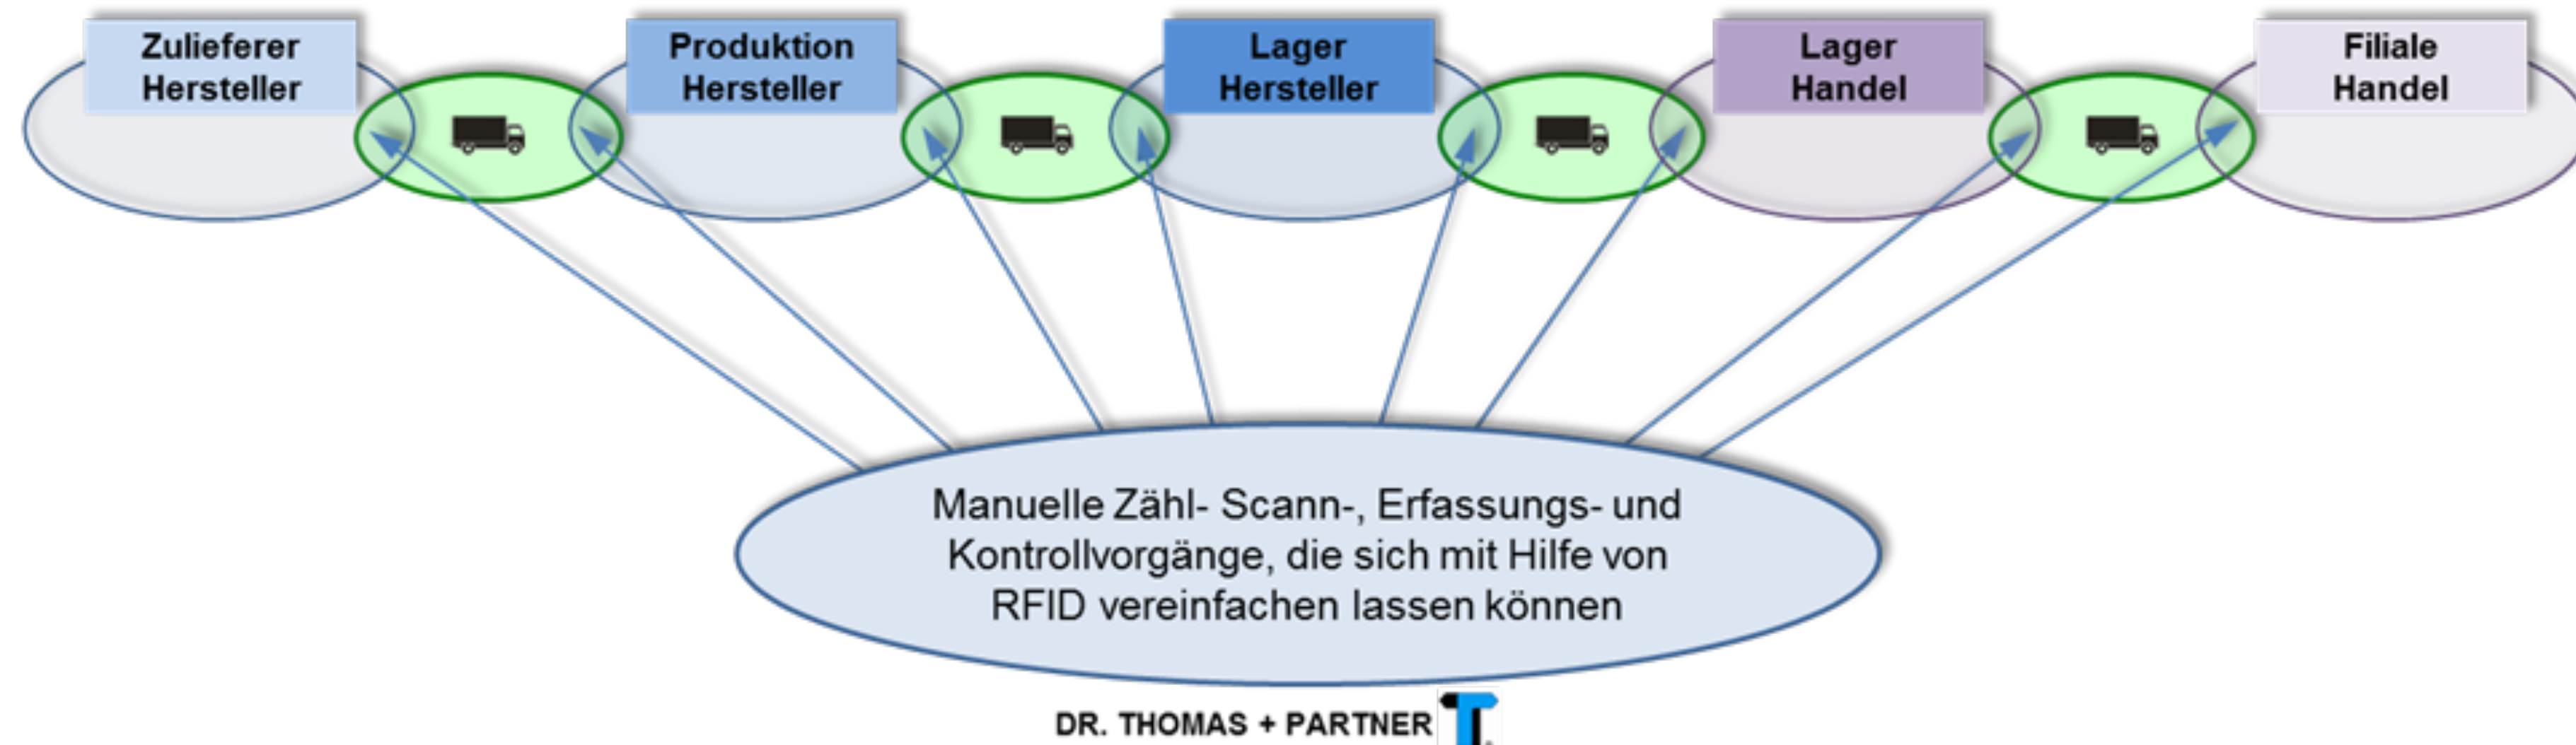 Zulieferer
Hersteller
Produktion
Hersteller
Lager
Hersteller
Lager
Handel
Filiale
Handel
Manuelle Zähl- Scann-, Erfassungs- und
Kontrollvorgänge, die sich mit Hilfe von
RFID vereinfachen lassen können
DR. THOMAS + PARTNER